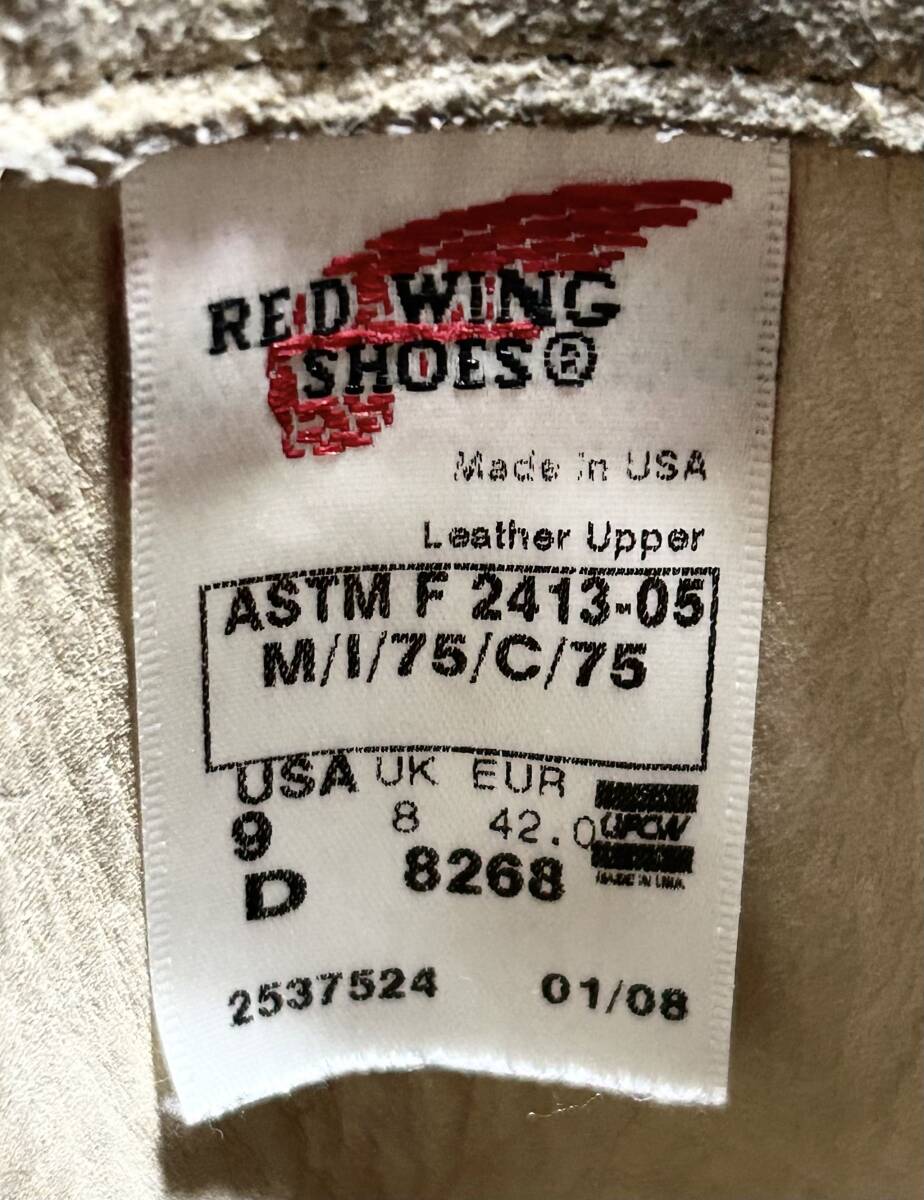 RED WING
SHOES®
Made in USA
Leather Upper
ASTM F 2413-05
M/I/75/C/75
USA UK EUR
9 8 42.0
UFCW
MADE IN USA
D 8268
2537524 01/08